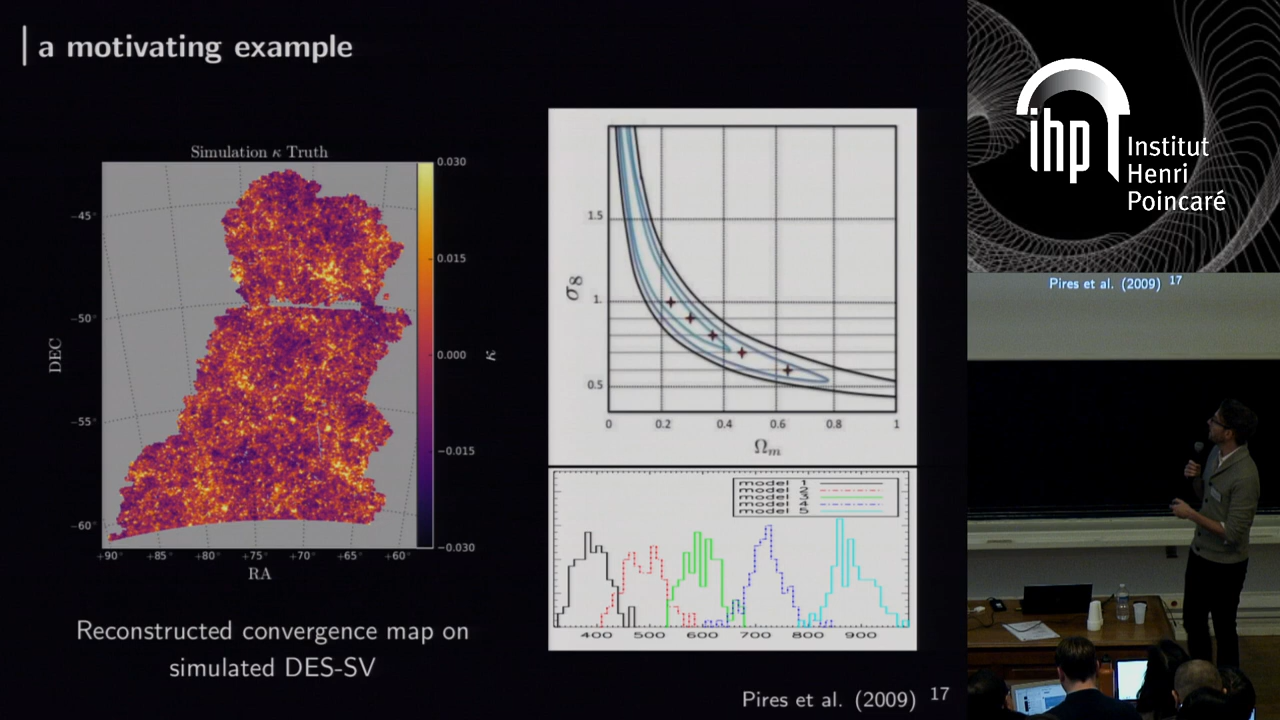 a motivating example
Simulation κ Truth
0.030
0.015
0.000
−0.015
−0.030
κ
−45°
−50°
−55°
−60°
DEC
+90° +85° +80° +75° +70° +65° +60°
RA
Reconstructed convergence map on
simulated DES-SV
σ8
1.5
1.
0.5
0 0.2 0.4 0.6 0.8 1
Ωm
model 1
model 2
model 3
model 4
model 5
400 500 600 700 800 900
Pires et al. (2009) 17
ihp Institut
Henri
Poincaré
Pires et al. (2009) 17